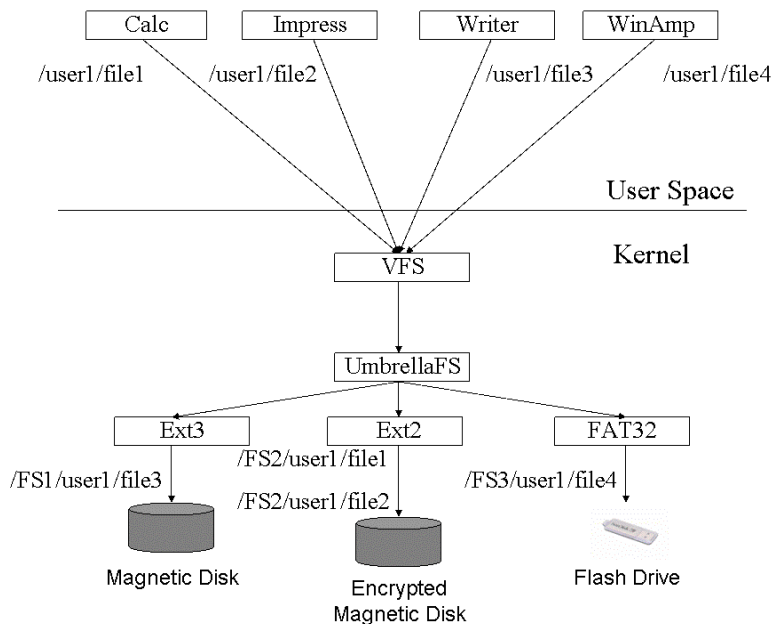 Calc
Impress
Writer
WinAmp
/user1/file1
/user1/file2
/user1/file3
/user1/file4
User Space
Kernel
VFS
UmbrellaFS
Ext3
Ext2
FAT32
/FS1/user1/file3
/FS2/user1/file1
/FS2/user1/file2
/FS3/user1/file4
Magnetic Disk
Encrypted
Magnetic Disk
Flash Drive